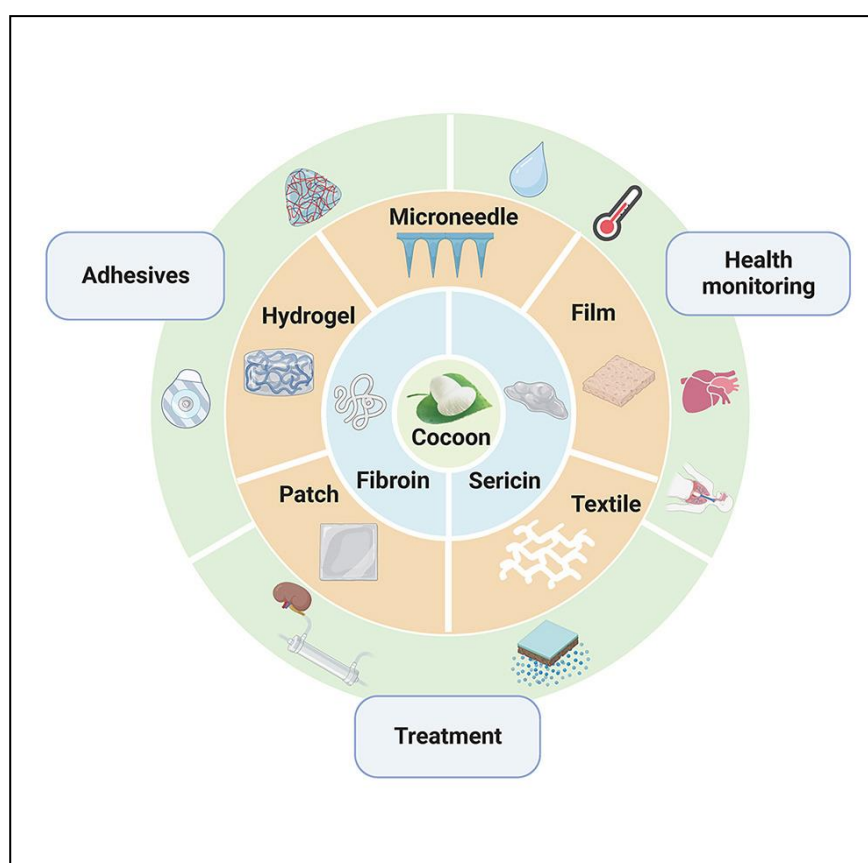 Microneedle
Adhesives
Health
monitoring
Hydrogel
Film
Cocoon
Fibroin
Sericin
Patch
Textile
Treatment